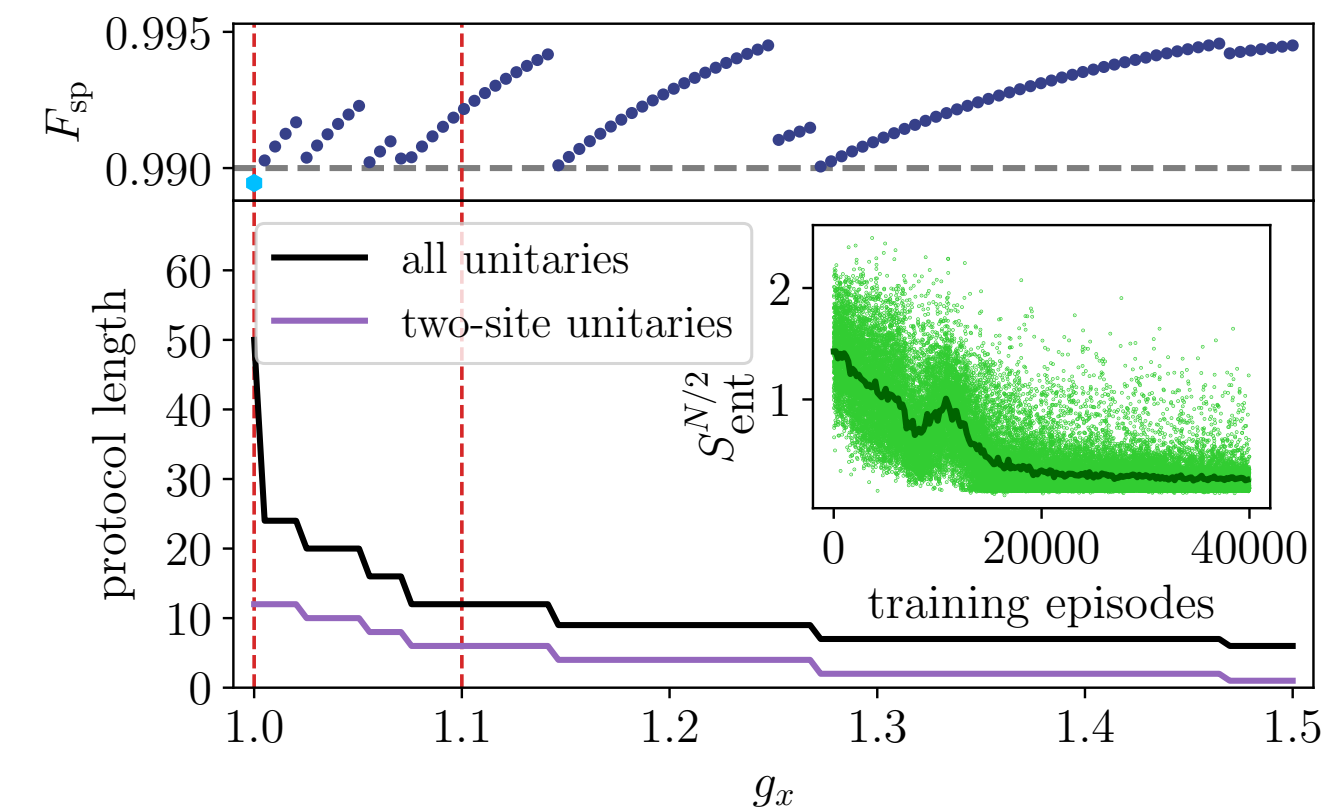 0.995
0.990
F_sp
all unitaries
two-site unitaries
60
50
40
30
20
10
0
protocol length
2
1
S_ent^{N/2}
0 20000 40000
training episodes
1.0 1.1 1.2 1.3 1.4 1.5
g_x